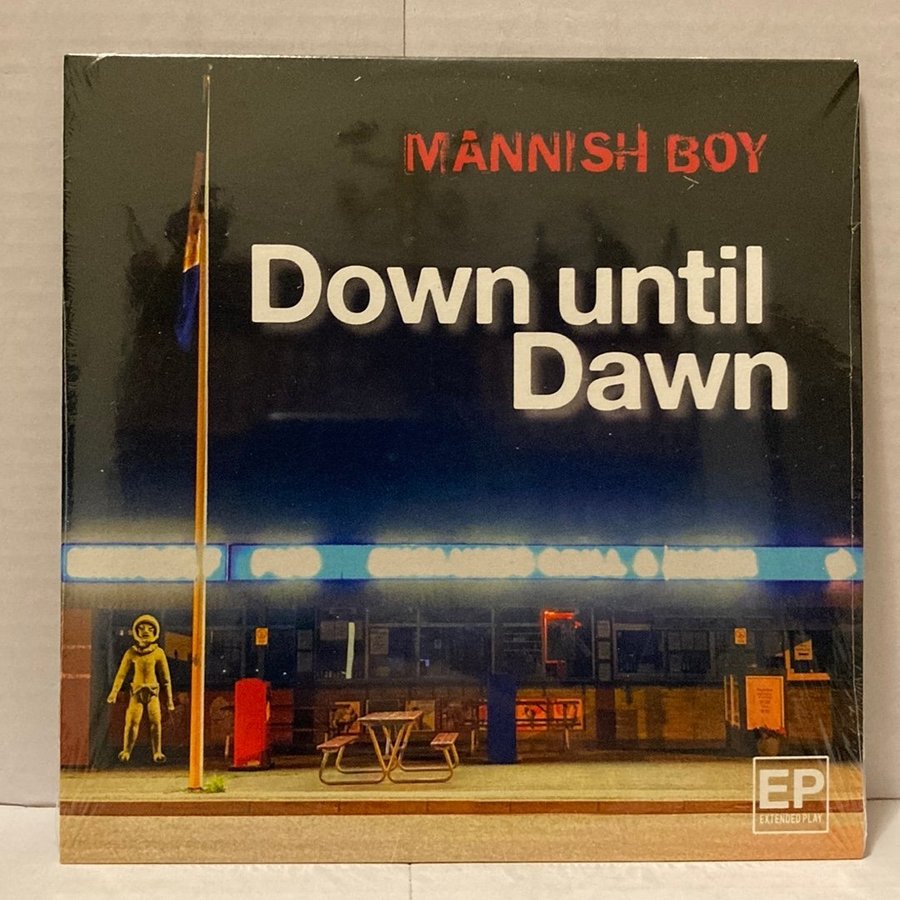 MANNISH BOY
Down until
Dawn
EP
EXTENDED PLAY